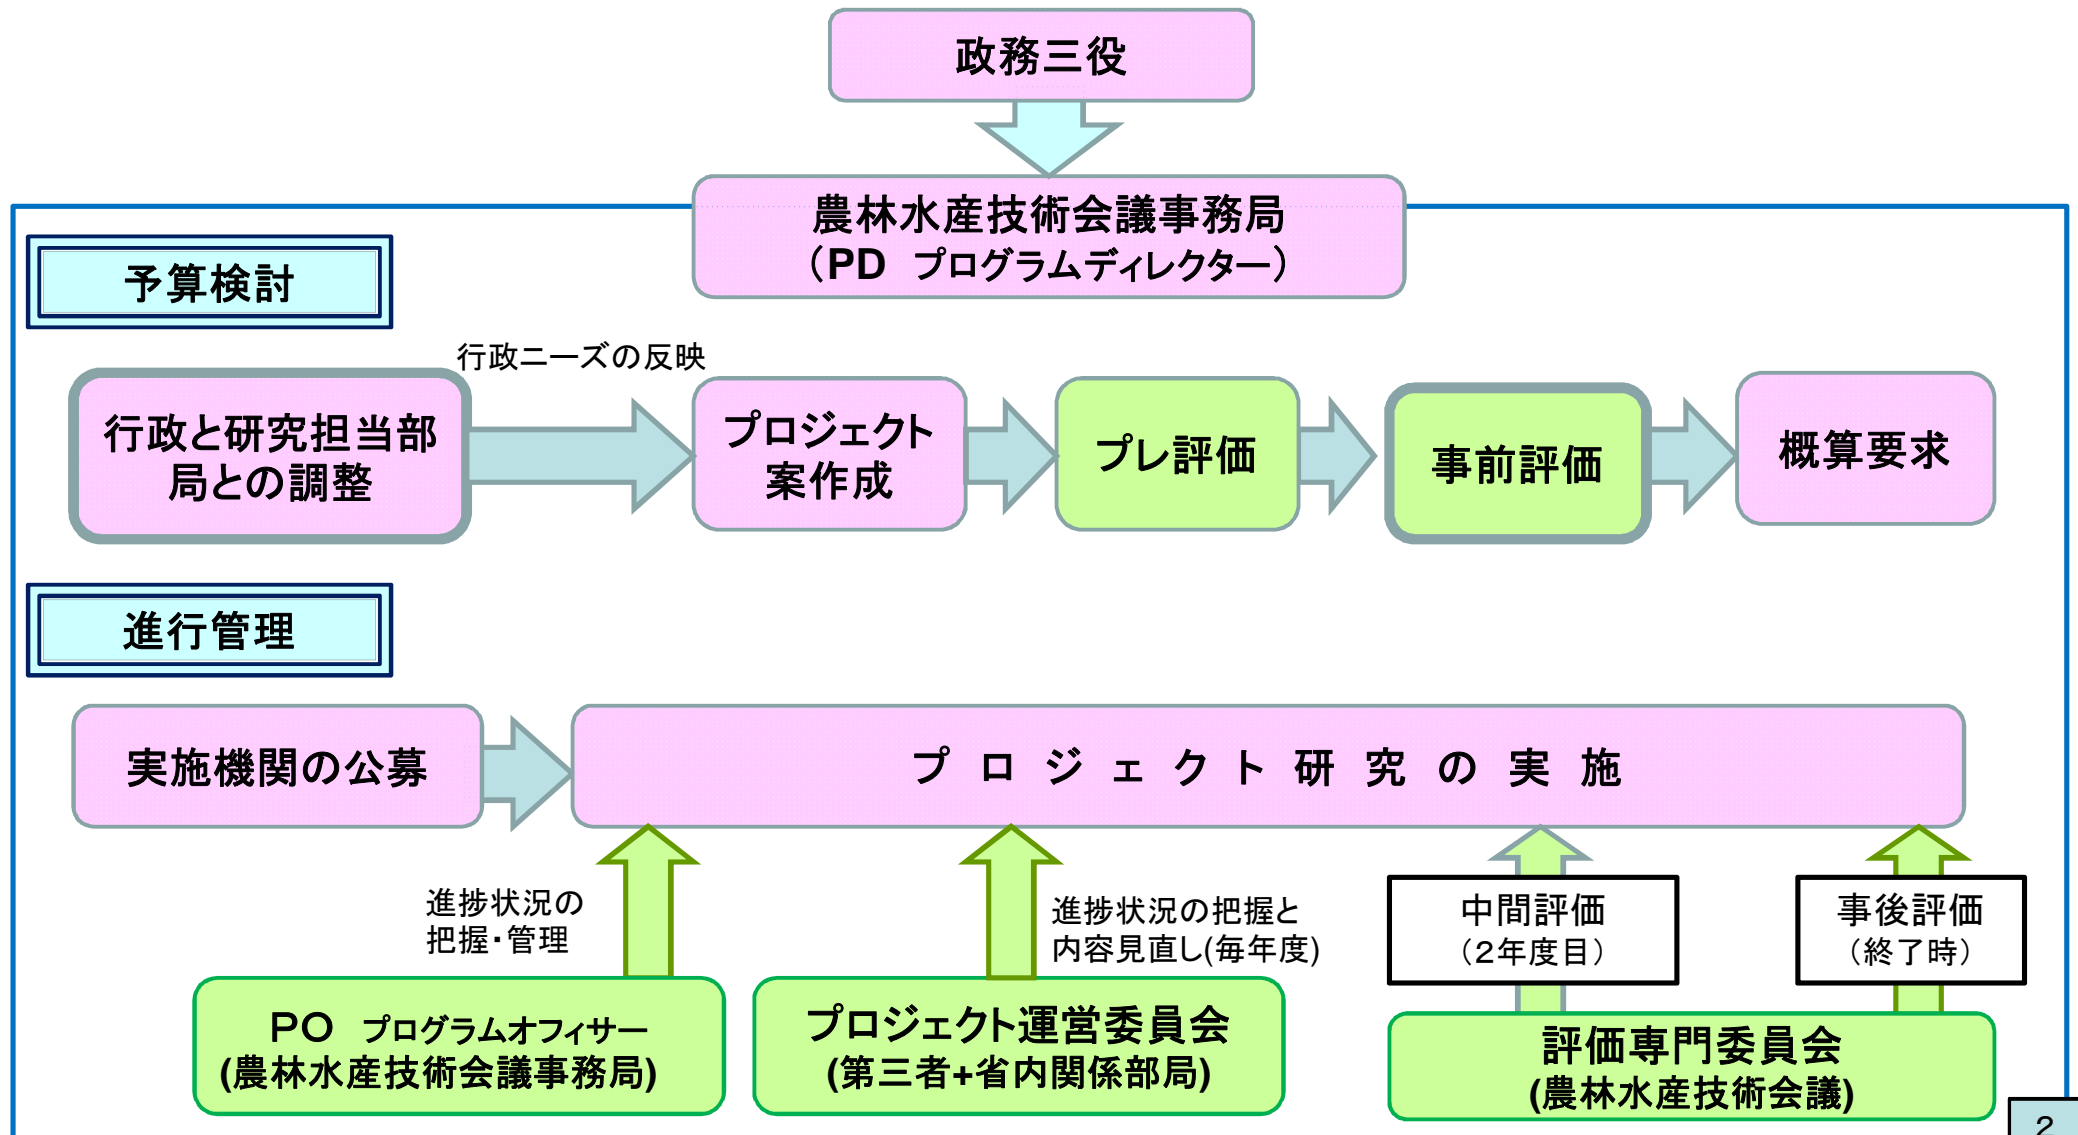 政務三役
農林水産技術会議事務局
（PD　プログラムディレクター）
予算検討
行政ニーズの反映
行政と研究担当部
局との調整
プロジェクト
案作成
プレ評価
事前評価
概算要求
進行管理
実施機関の公募
プロジェクト研究の実施
進捗状況の
把握・管理
進捗状況の把握と
内容見直し(毎年度)
中間評価
（２年度目）
事後評価
（終了時）
ＰＯ　プログラムオフィサー
(農林水産技術会議事務局)
プロジェクト運営委員会
(第三者+省内関係部局)
評価専門委員会
(農林水産技術会議)
2